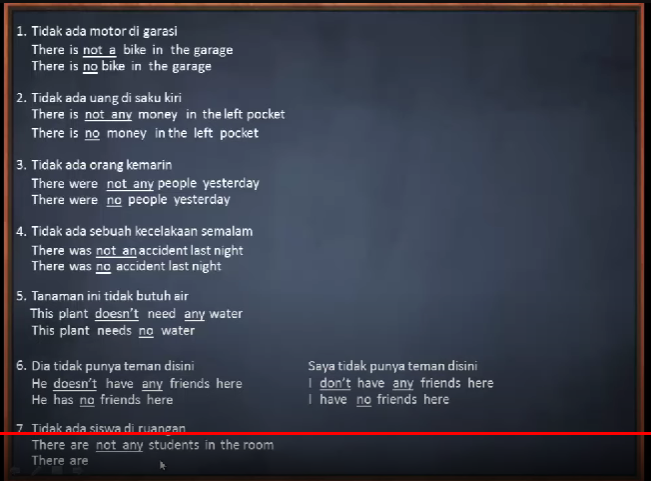 1. Tidak ada motor di garasi
There is not a bike in the garage
There is no bike in the garage
2. Tidak ada uang di saku kiri
There is not any money in the left pocket
There is no money in the left pocket
3. Tidak ada orang kemarin
There were not any people yesterday
There were no people yesterday
4. Tidak ada sebuah kecelakaan semalam
There was not an accident last night
There was no accident last night
5. Tanaman ini tidak butuh air
This plant doesn't need any water
This plant needs no water
6. Dia tidak punya teman disini
He doesn't have any friends here
He has no friends here
Saya tidak punya teman disini
I don't have any friends here
I have no friends here
7 Tidak ada siswa di ruangan
There are not any students in the room
There are